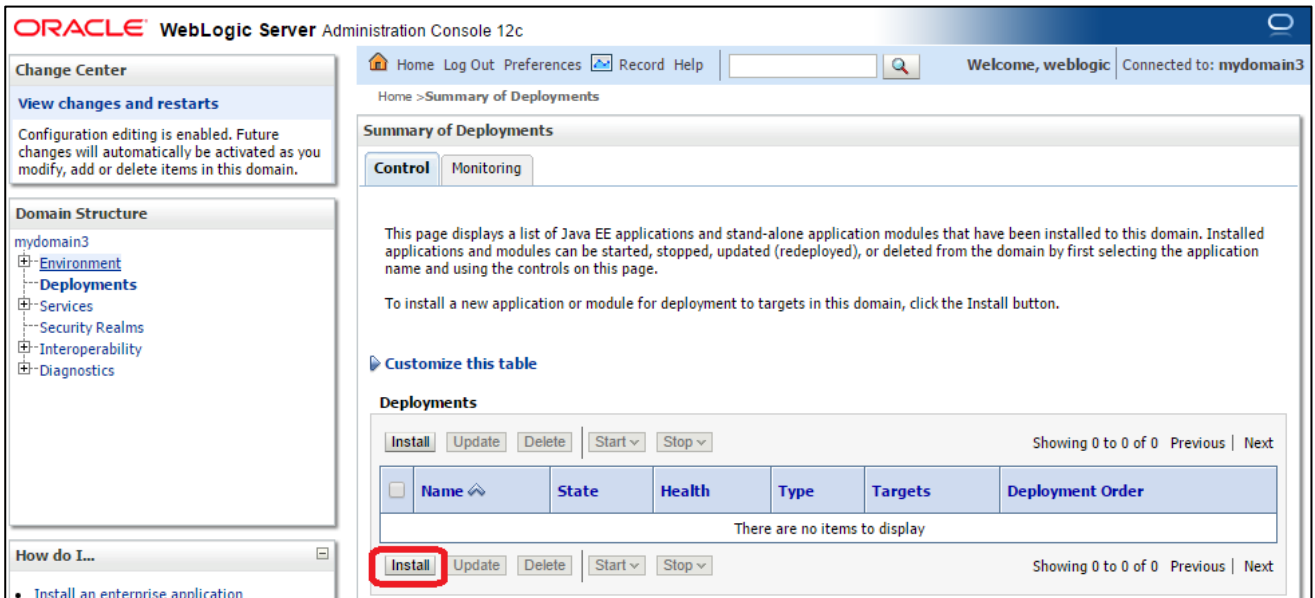 ORACLE WebLogic Server Administration Console 12c
Change Center
View changes and restarts
Configuration editing is enabled. Future
changes will automatically be activated as you
modify, add or delete items in this domain.
Domain Structure
mydomain3
Environment
Deployments
Services
Security Realms
Interoperability
Diagnostics
How do I...
Install an enterprise application
Home Log Out Preferences Record Help
Welcome, weblogic Connected to: mydomain3
Home >Summary of Deployments
Summary of Deployments
Control Monitoring
This page displays a list of Java EE applications and stand-alone application modules that have been installed to this domain. Installed
applications and modules can be started, stopped, updated (redeployed), or deleted from the domain by first selecting the application
name and using the controls on this page.
To install a new application or module for deployment to targets in this domain, click the Install button.
Customize this table
Deployments
Install Update Delete Start Stop Showing 0 to 0 of 0 Previous | Next
Name State Health Type Targets Deployment Order
There are no items to display
Install Update Delete Start Stop Showing 0 to 0 of 0 Previous | Next